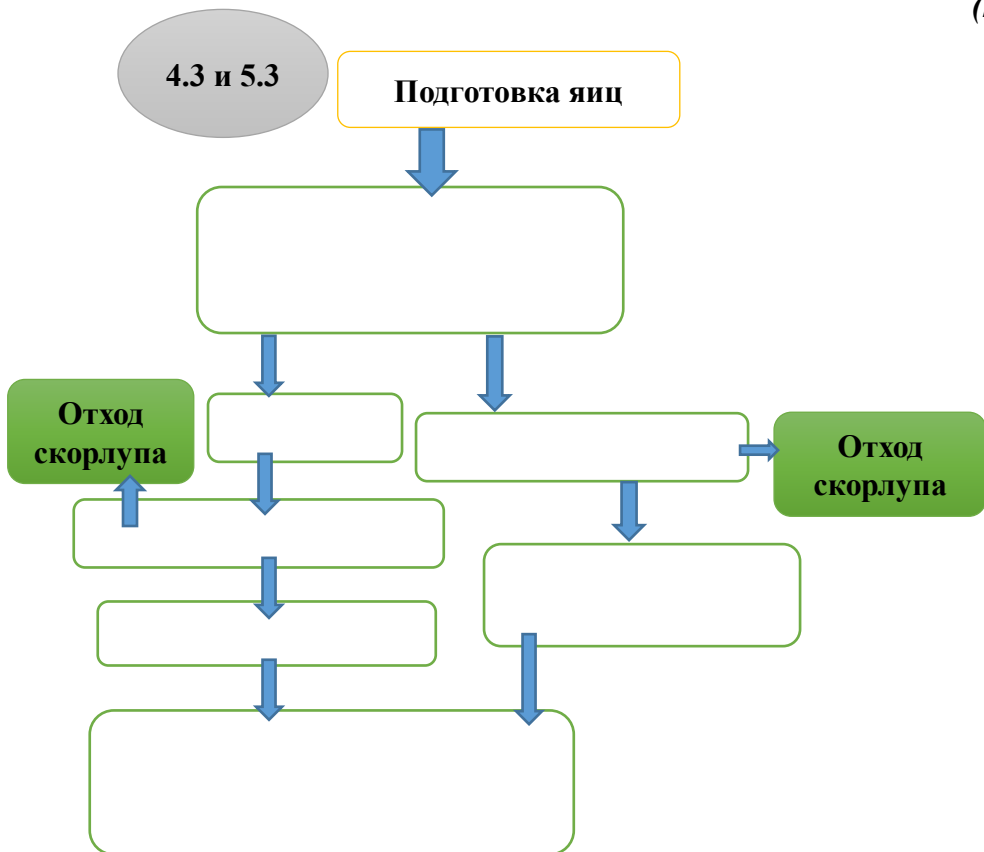 4.3 и 5.3
Подготовка яиц
Отход
скорлупа
Отход
скорлупа